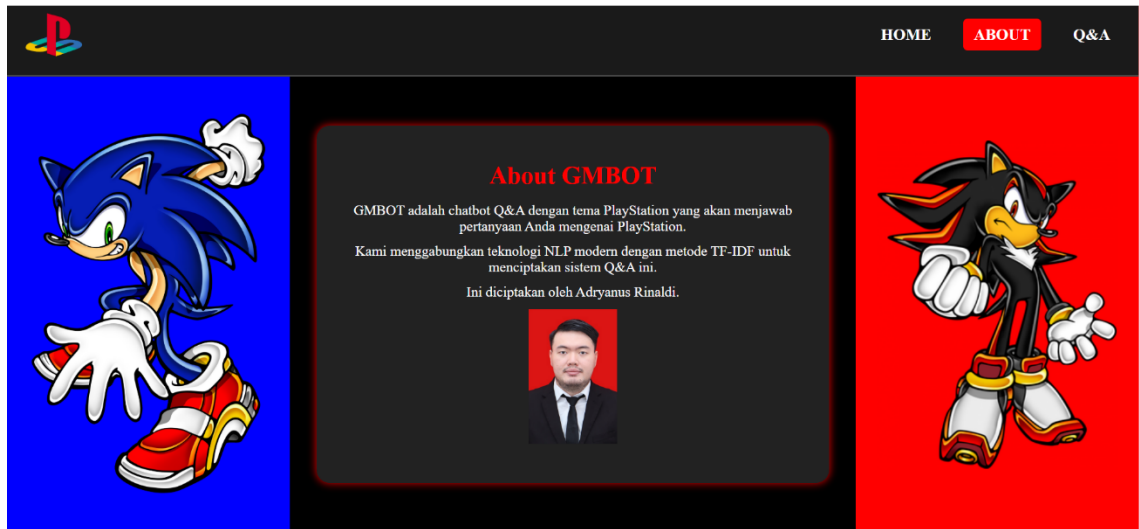 HOME
ABOUT
Q&A
About GMBOT
GMBOT adalah chatbot Q&A dengan tema PlayStation yang akan menjawab
pertanyaan Anda mengenai PlayStation.
Kami menggabungkan teknologi NLP modern dengan metode TF-IDF untuk
menciptakan sistem Q&A ini.
Ini diciptakan oleh Adryanus Rinaldi.